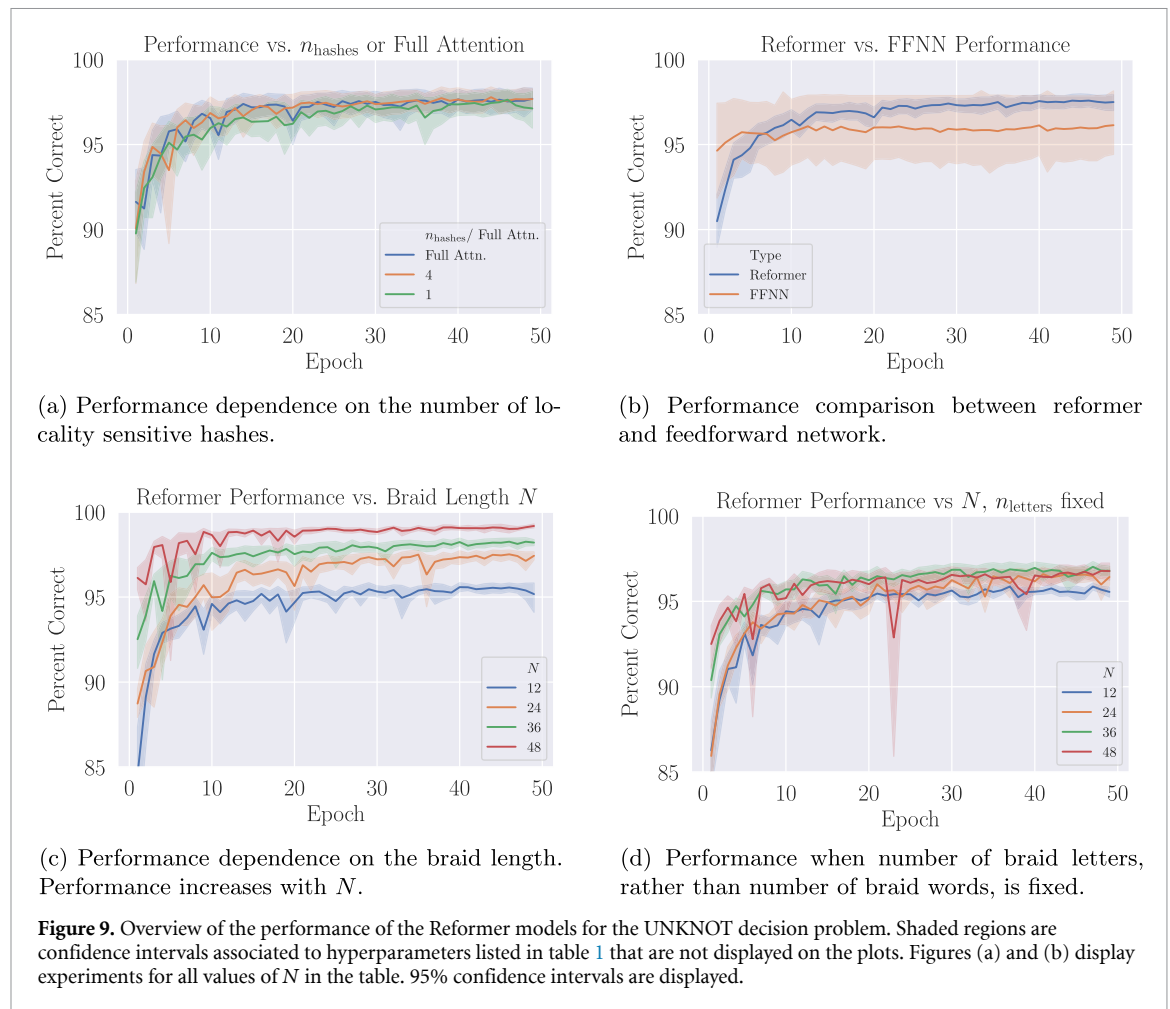 Performance vs. n_hashes or Full Attention
100
95
90
85
Percent Correct
n_hashes/ Full Attn.
Full Attn.
4
1
0 10 20 30 40 50
Epoch
(a) Performance dependence on the number of lo-
cality sensitive hashes.
Reformer vs. FFNN Performance
100
95
90
85
Percent Correct
Type
Reformer
FFNN
0 10 20 30 40 50
Epoch
(b) Performance comparison between reformer
and feedforward network.
Reformer Performance vs. Braid Length N
100
95
90
85
Percent Correct
N
12
24
36
48
0 10 20 30 40 50
Epoch
(c) Performance dependence on the braid length.
Performance increases with N.
Reformer Performance vs N, n_letters fixed
100
95
90
85
Percent Correct
N
12
24
36
48
0 10 20 30 40 50
Epoch
(d) Performance when number of braid letters,
rather than number of braid words, is fixed.
Figure 9. Overview of the performance of the Reformer models for the UNKNOT decision problem. Shaded regions are
confidence intervals associated to hyperparameters listed in table 1 that are not displayed on the plots. Figures (a) and (b) display
experiments for all values of N in the table. 95% confidence intervals are displayed.